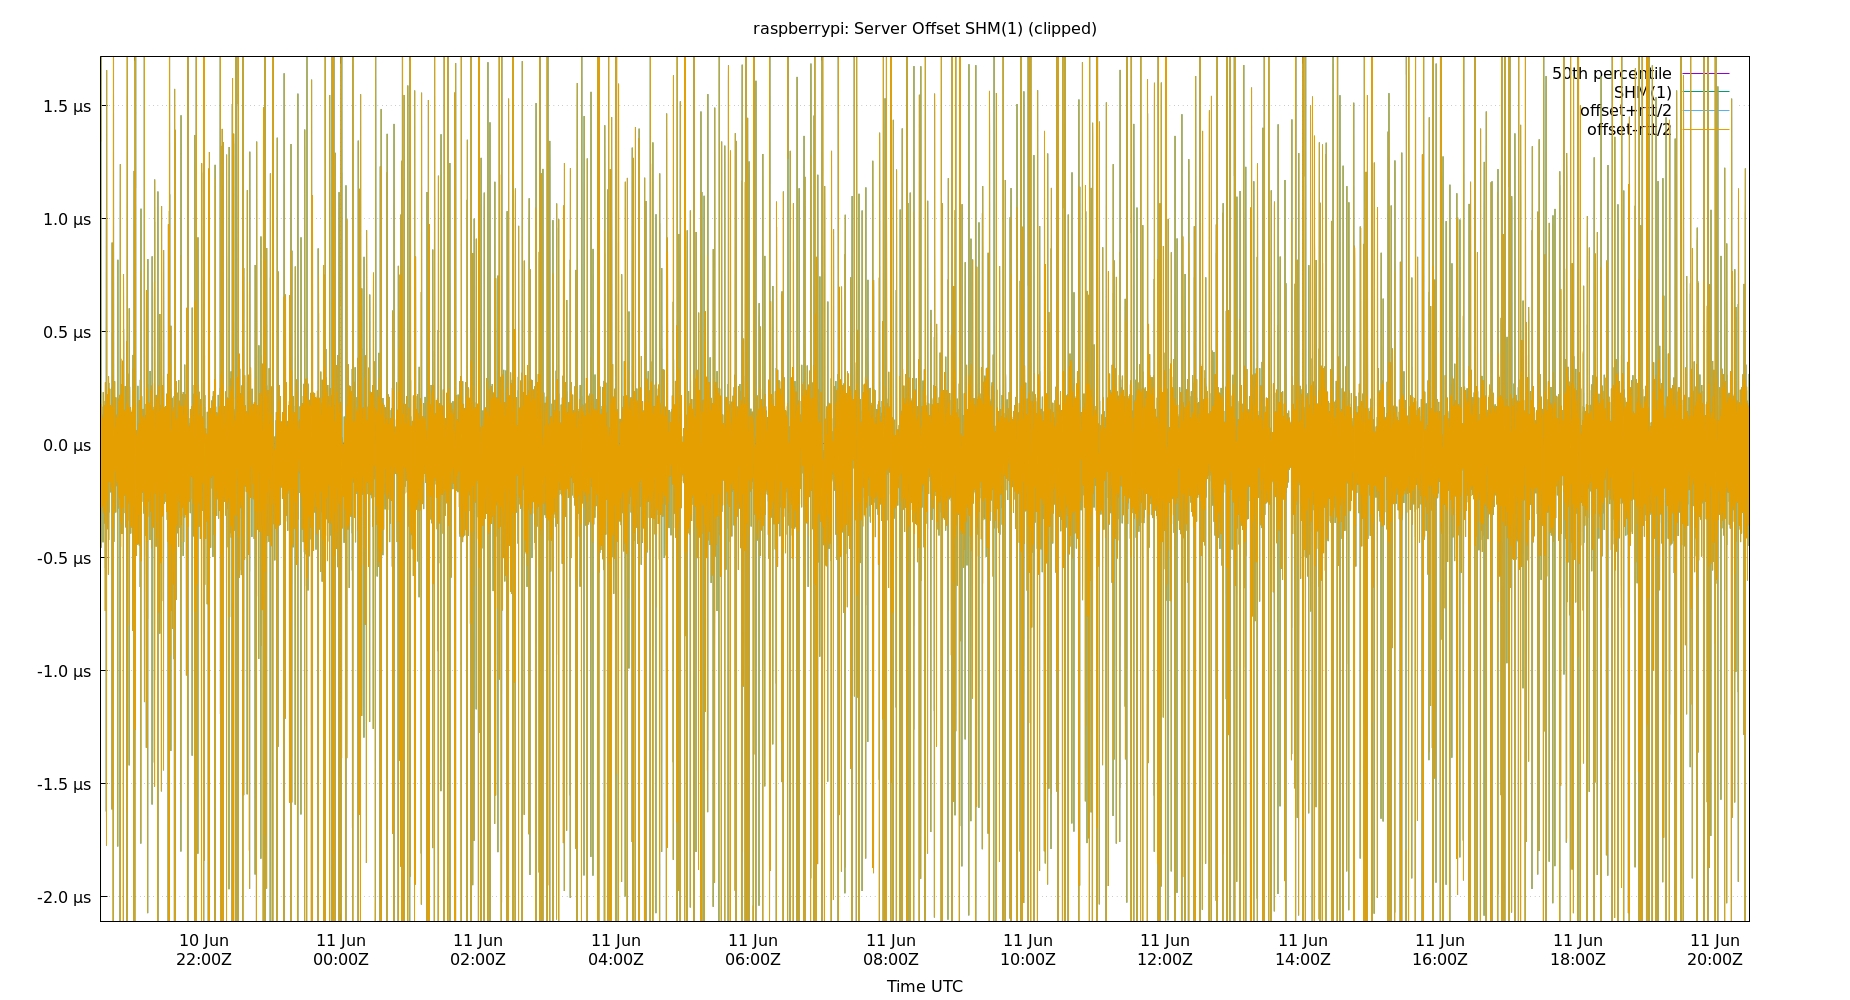 raspberrypi: Server Offset SHM(1) (clipped)
50th percentile
SHM(1)
offset+rtt/2
offset-rtt/2
1.5 µs
1.0 µs
0.5 µs
0.0 µs
-0.5 µs
-1.0 µs
-1.5 µs
-2.0 µs
10 Jun 11 Jun 11 Jun 11 Jun 11 Jun 11 Jun 11 Jun 11 Jun 11 Jun 11 Jun 11 Jun 11 Jun
22:00Z 00:00Z 02:00Z 04:00Z 06:00Z 08:00Z 10:00Z 12:00Z 14:00Z 16:00Z 18:00Z 20:00Z
Time UTC